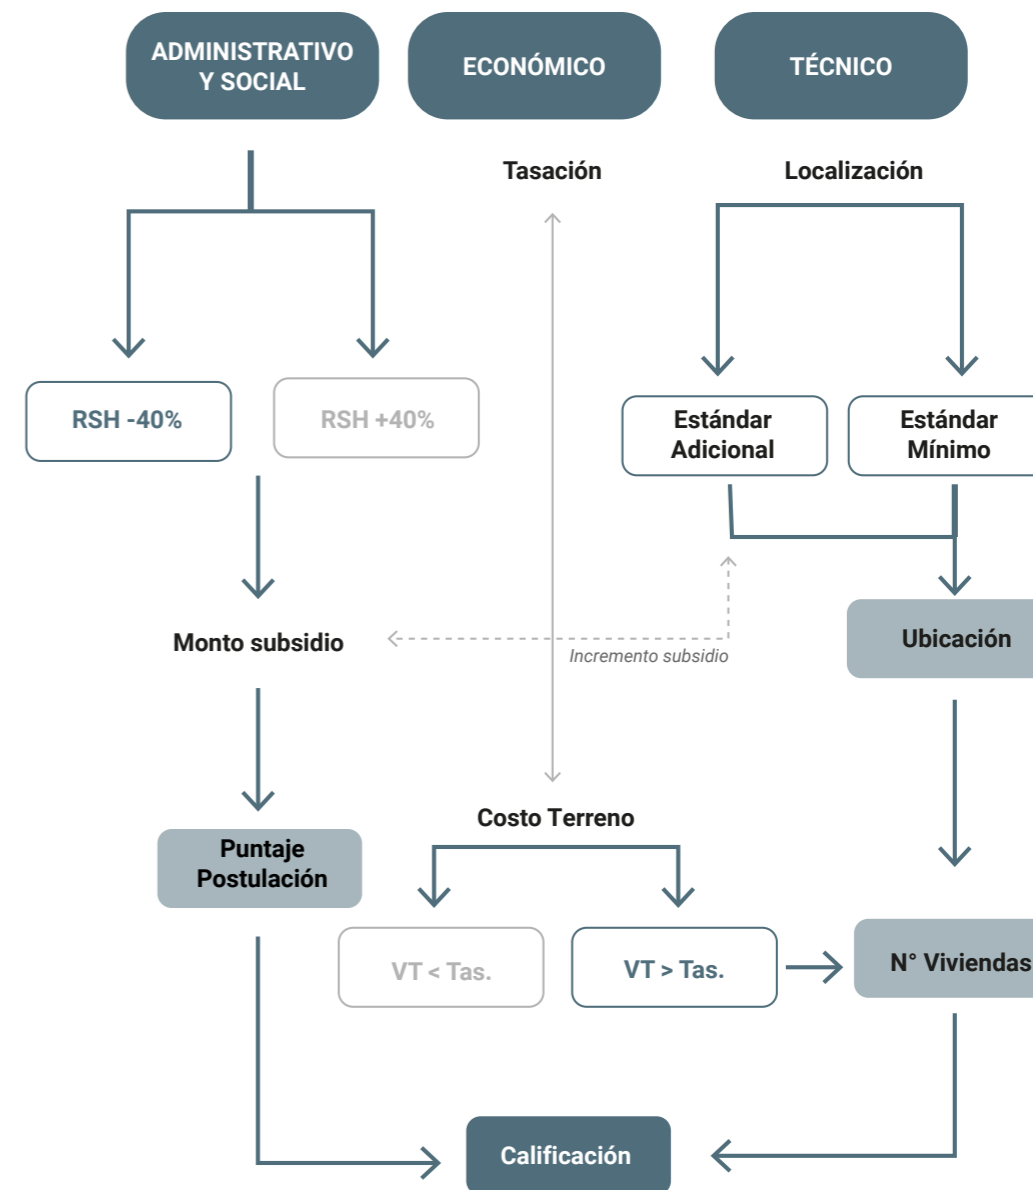 ADMINISTRATIVO
Y SOCIAL
ECONÓMICO
TÉCNICO
Tasación
Localización
RSH -40%
RSH +40%
Estándar
Adicional
Estándar
Mínimo
Monto subsidio
Incremento subsidio
Ubicación
Costo Terreno
Puntaje
Postulación
VT < Tas.
VT > Tas.
N° Viviendas
Calificación